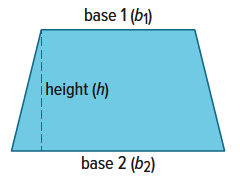 base 1 (b₁)
height (h)
base 2 (b₂)